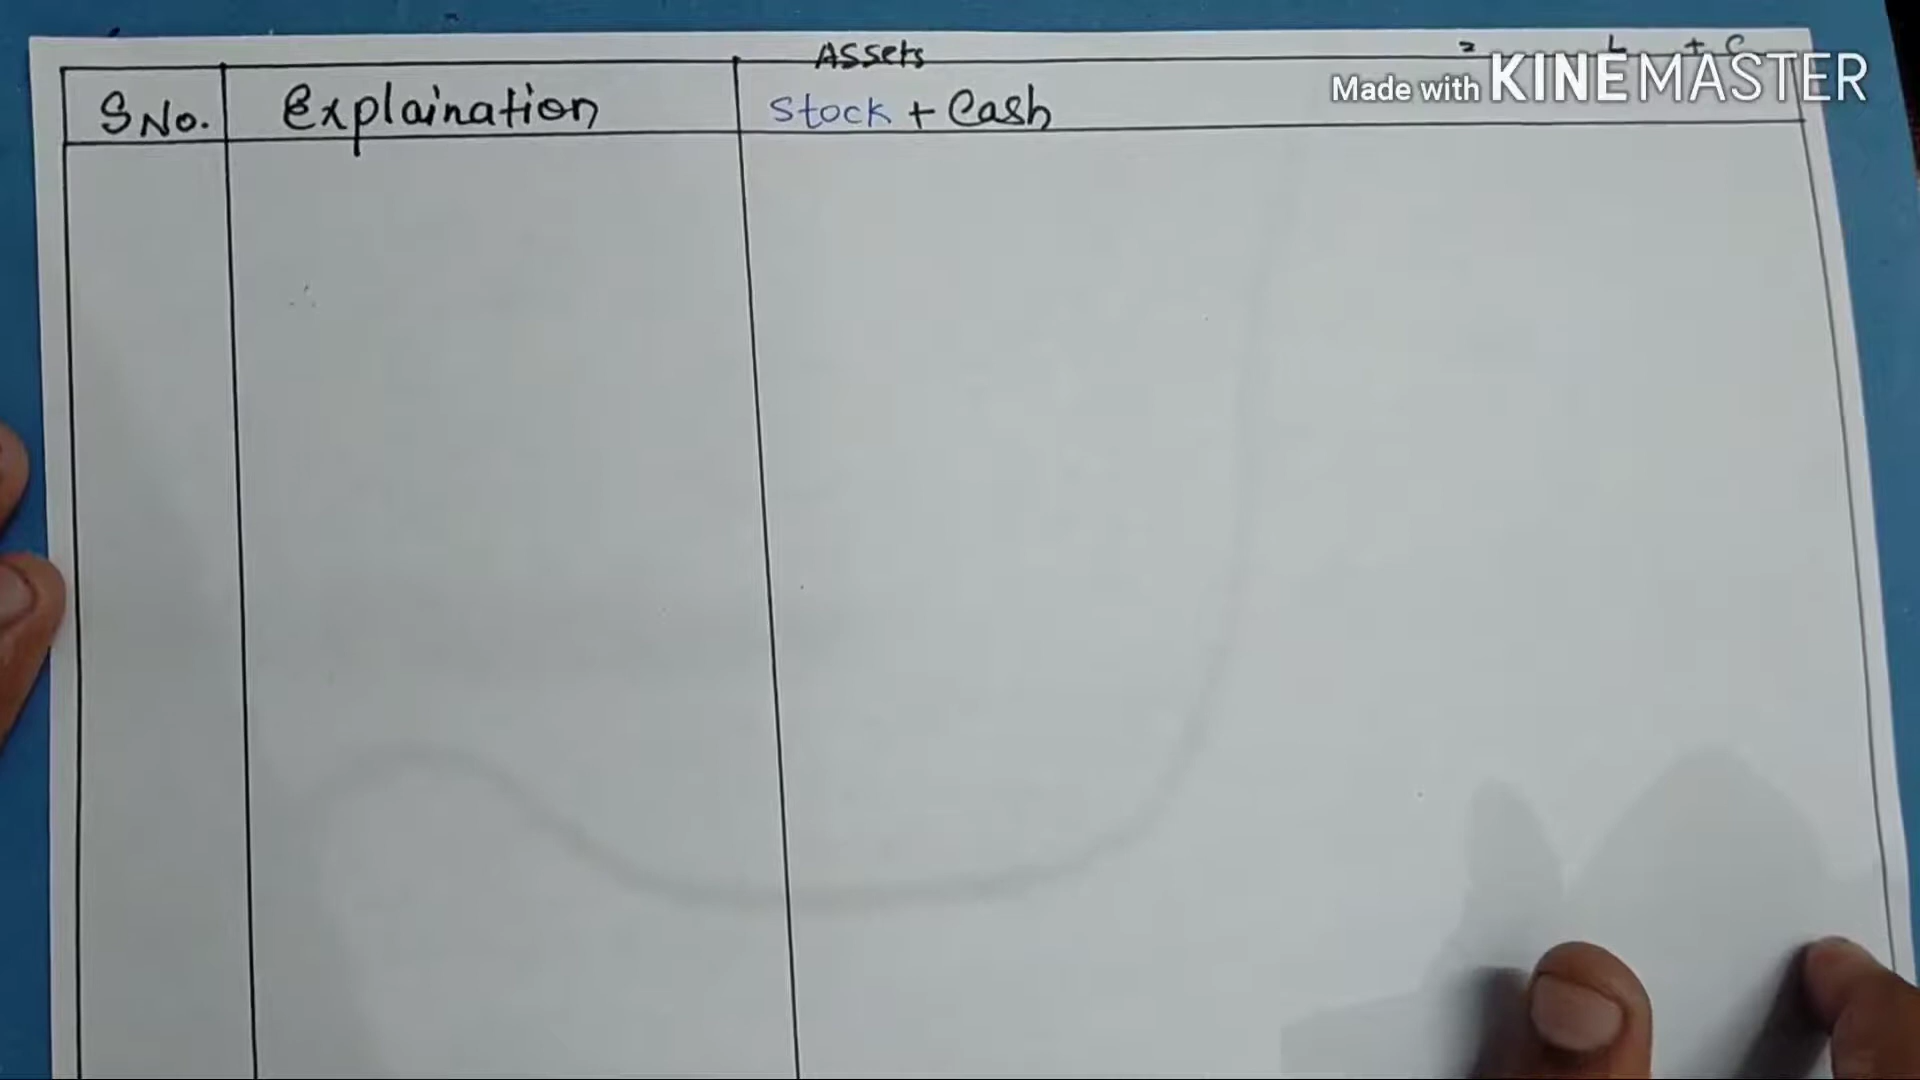 Assets = L + C
S No. Explaination Stock + Cash
Made with KINEMASTER